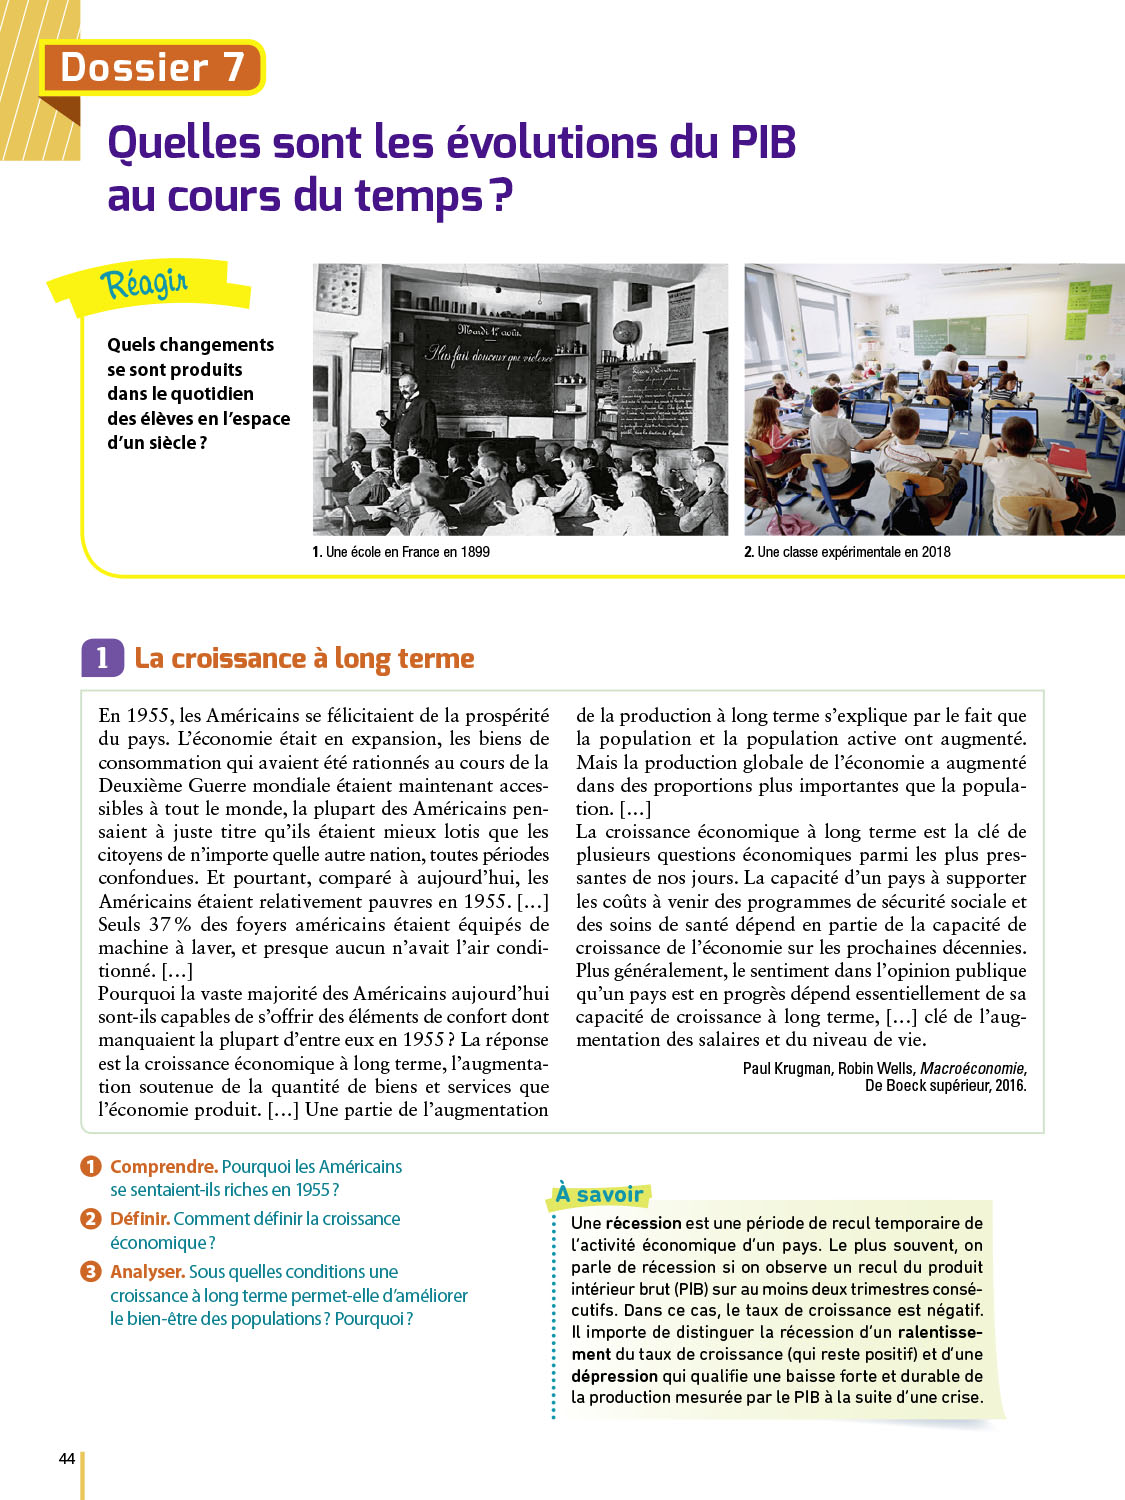 Dossier 7
Quelles sont les évolutions du PIB
au cours du temps ?
Réagir
Quels changements
se sont produits
dans le quotidien
des élèves en l'espace
d'un siècle ?
Mardi 1er août
Plus fait douceur que violence
1. Une école en France en 1899
2. Une classe expérimentale en 2018
1 La croissance à long terme
En 1955, les Américains se félicitaient de la prospérité
du pays. L'économie était en expansion, les biens de
consommation qui avaient été rationnés au cours de la
Deuxième Guerre mondiale étaient maintenant acces-
sibles à tout le monde, la plupart des Américains pen-
saient à juste titre qu'ils étaient mieux lotis que les
citoyens de n'importe quelle autre nation, toutes périodes
confondues. Et pourtant, comparé à aujourd'hui, les
Américains étaient relativement pauvres en 1955. [...]
Seuls 37 % des foyers américains étaient équipés de
machine à laver, et presque aucun n'avait l'air condi-
tionné. [...]
Pourquoi la vaste majorité des Américains aujourd'hui
sont-ils capables de s'offrir des éléments de confort dont
manquaient la plupart d'entre eux en 1955 ? La réponse
est la croissance économique à long terme, l'augmenta-
tion soutenue de la quantité de biens et services que
l'économie produit. [...] Une partie de l'augmentation
de la production à long terme s'explique par le fait que
la population et la population active ont augmenté.
Mais la production globale de l'économie a augmenté
dans des proportions plus importantes que la popula-
tion. [...]
La croissance économique à long terme est la clé de
plusieurs questions économiques parmi les plus pres-
santes de nos jours. La capacité d'un pays à supporter
les coûts à venir des programmes de sécurité sociale et
des soins de santé dépend en partie de la capacité de
croissance de l'économie sur les prochaines décennies.
Plus généralement, le sentiment dans l'opinion publique
qu'un pays est en progrès dépend essentiellement de sa
capacité de croissance à long terme, [...] clé de l'aug-
mentation des salaires et du niveau de vie.
Paul Krugman, Robin Wells, Macroéconomie,
De Boeck supérieur, 2016.
1 Comprendre. Pourquoi les Américains
se sentaient-ils riches en 1955 ?
2 Définir. Comment définir la croissance
économique ?
3 Analyser. Sous quelles conditions une
croissance à long terme permet-elle d'améliorer
le bien-être des populations ? Pourquoi ?
À savoir
Une récession est une période de recul temporaire de
l'activité économique d'un pays. Le plus souvent, on
parle de récession si on observe un recul du produit
intérieur brut (PIB) sur au moins deux trimestres consé-
cutifs. Dans ce cas, le taux de croissance est négatif.
Il importe de distinguer la récession d'un ralentisse-
ment du taux de croissance (qui reste positif) et d'une
dépression qui qualifie une baisse forte et durable de
la production mesurée par le PIB à la suite d'une crise.
44